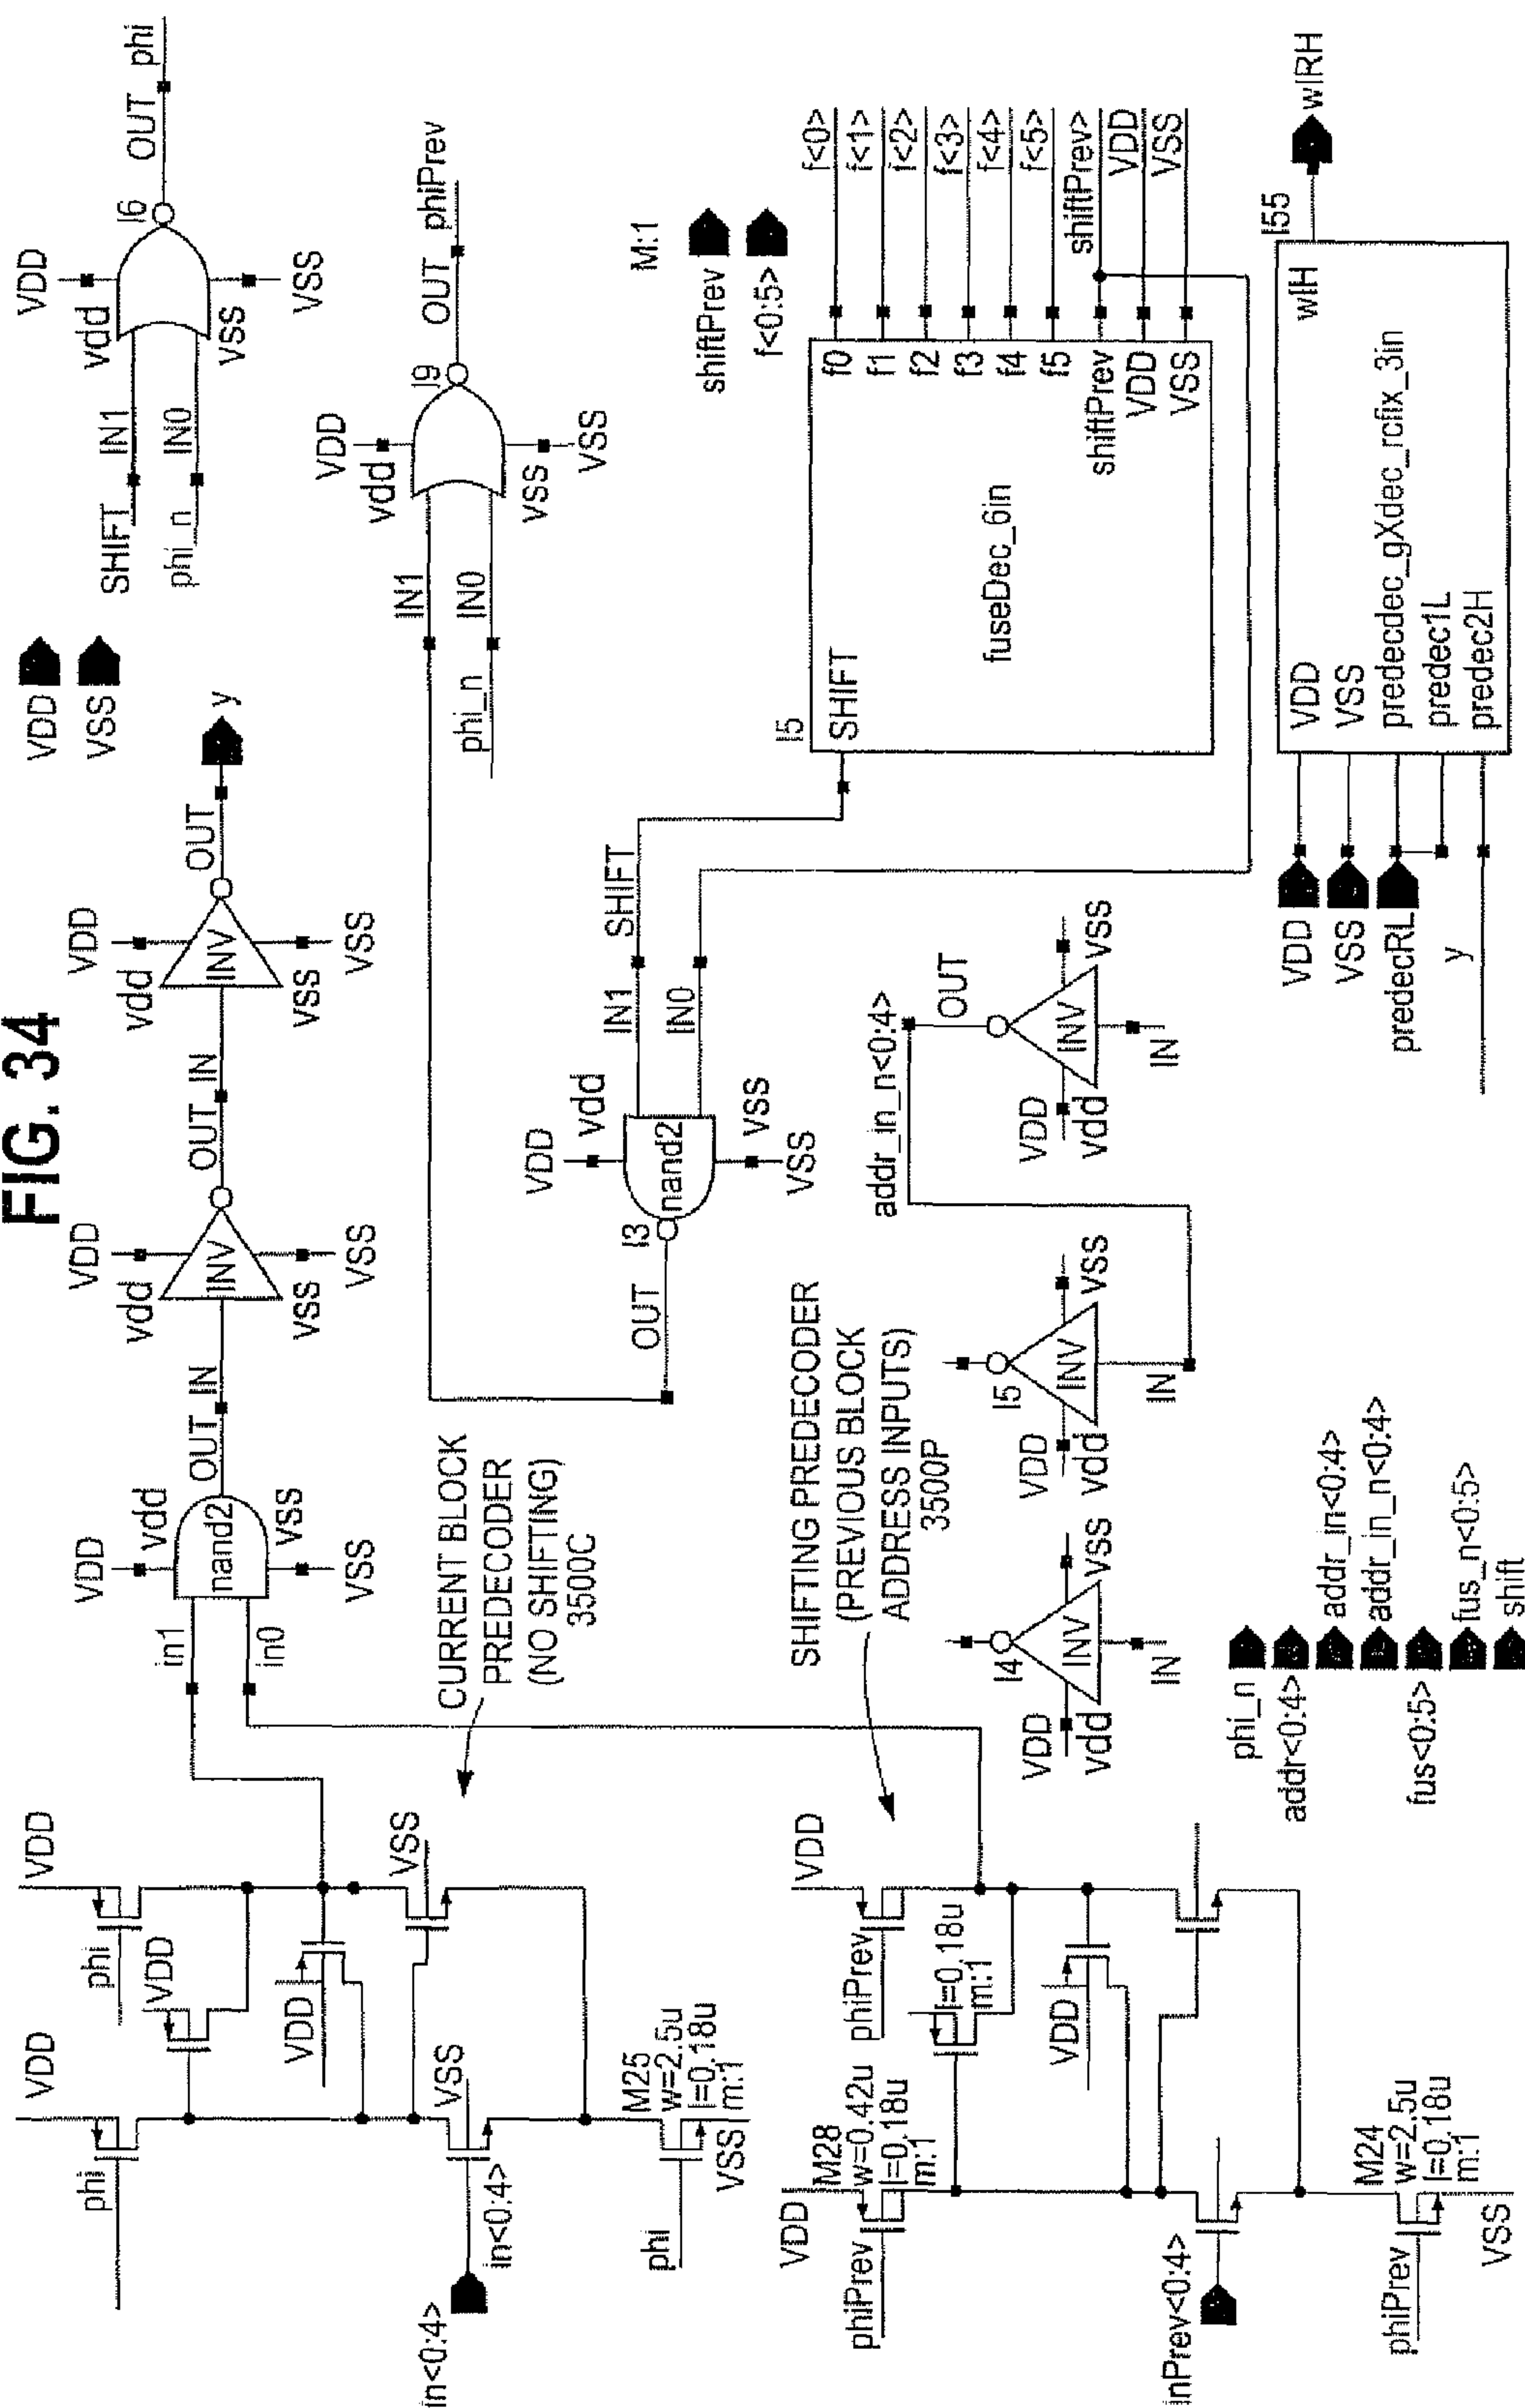 FIG. 34
VDD
VDD
phi
phi
VDD
VDD
VSS
VSS
in<0:4>
in<0:4>
M25
w=2.5u
l=0.18u
m:1
phi
VSS
in1
in0
VDD
vdd
nand2
VSS
VSS
OUT
IN
VDD
vdd
INV
VSS
VSS
OUT
IN
VDD
vdd
INV
VSS
VSS
OUT
y
VDD
VSS
SHIFT
IN1
phi_n
IN0
VDD
vdd
VSS
VSS
I6
OUT
phi
CURRENT BLOCK
PREDECODER
(NO SHIFTING)
3500C
IN1
IN0
phi_n
VDD
vdd
VSS
VSS
I9
OUT
phiPrev
OUT
I3
VDD
vdd
nand2
VSS
VSS
IN1
SHIFT
IN0
M:1
shiftPrev
f<0:5>
I5
SHIFT
fuseDec_6in
f0
f1
f2
f3
f4
f5
shiftPrev
VDD
VSS
f<0>
f<1>
f<2>
f<3>
f<4>
f<5>
shiftPrev>
VDD
VSS
SHIFTING PREDECODER
(PREVIOUS BLOCK
ADDRESS INPUTS)
3500P
VDD
VDD
M28
w=0.42u
l=0.18u
m:1
phiPrev
phiPrev
l=0.18u
m:1
VDD
inPrev<0:4>
M24
w=2.5u
l=0.18u
m:1
phiPrev
VSS
I4
VDD
vdd
INV
VSS
IN
I5
VDD
vdd
INV
VSS
IN
addr_in_n<0:4>
OUT
VDD
vdd
INV
VSS
IN
phi_n
addr<0:4>
addr_in<0:4>
addr_in_n<0:4>
fus<0:5>
fus_n<0:5>
shift
VDD
VSS
predecRL
y
VDD
VSS
predecdec_gXdec_rcfix_3in
predec1L
predec2H
wlH
I55
wlRH